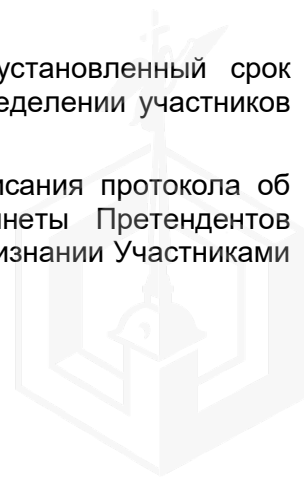 установленный срок
еделении участников
исания протокола об
инеты Претендентов
изнании Участниками